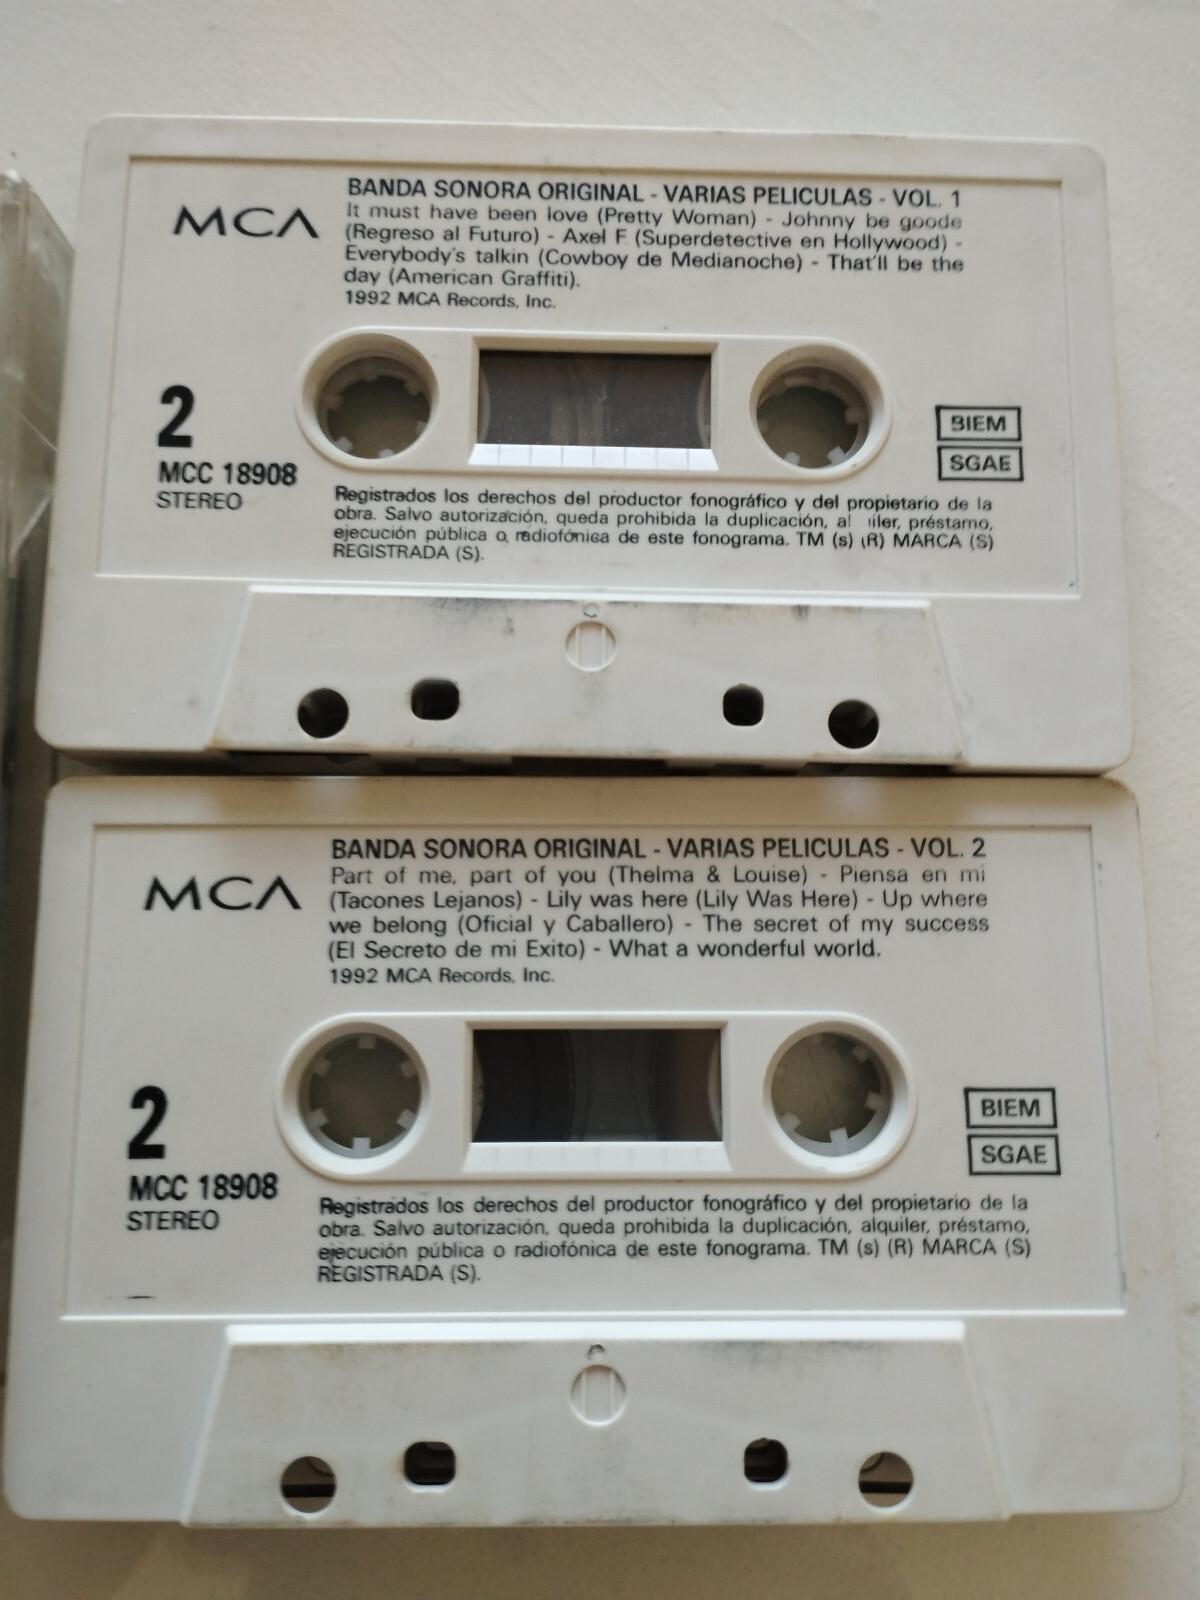 MCA
BANDA SONORA ORIGINAL - VARIAS PELICULAS - VOL. 1
It must have been love (Pretty Woman) - Johnny be goode
(Regreso al Futuro) - Axel F. (Superdetective en Hollywood) -
Everybody's talkin (Cowboy de Medianoche) - That'll be the
day (American Graffiti).
1992 MCA Records, Inc.
2
MCC 18908
STEREO
BIEM
SGAE
Registrados los derechos del productor fonográfico y del propietario de la
obra. Salvo autorización, queda prohibida la duplicación, préstamo,
ejecución pública o radiofónica de este fonograma. TM (s) (R) MARCA (S)
REGISTRADA (S).
MCA
BANDA SONORA ORIGINAL - VARIAS PELICULAS - VOL. 2
Part of me, part of you (Thelma & Louise) - Piensa en mi
(Tacones Lejanos) - Lily was here (Lily Was Here) - Up where
we belong (Oficial y Caballero) - The secret of my success
(El Secreto de mi Exito) - What a wonderful world.
1992 MCA Records, Inc.
2
MCC 18908
STEREO
BIEM
SGAE
Registrados los derechos del productor fonográfico y del propietario de la
obra. Salvo autorización, queda prohibida la duplicación, alquiler, préstamo,
ejecución pública o radiofónica de este fonograma. TM (s) (R) MARCA (S)
REGISTRADA (S).